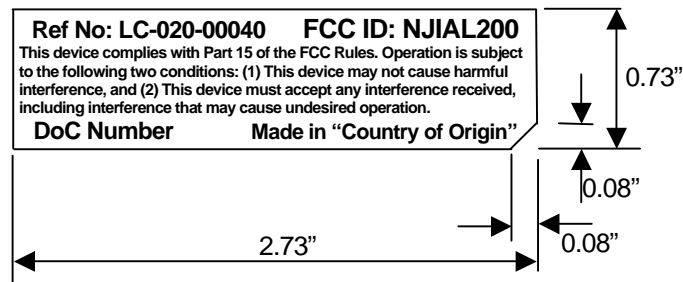 Ref No: LC-020-00040 FCC ID: NJIAL200
This device complies with Part 15 of the FCC Rules. Operation is subject
to the following two conditions: (1) This device may not cause harmful
interference, and (2) This device must accept any interference received,
including interference that may cause undesired operation.
DoC Number Made in “Country of Origin”
0.73”
0.08”
0.08”
2.73”